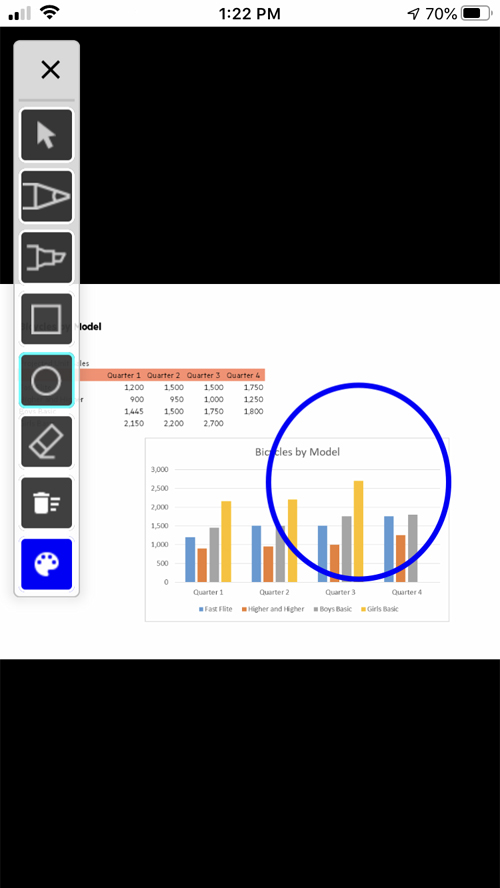 1:22 PM 70%
Model
les
Quarter 1 Quarter 2 Quarter 3 Quarter 4
1,200 1,500 1,500 1,750
er 900 950 1,000 1,250
1,445 1,500 1,750 1,800
2,150 2,200 2,700
Bicycles by Model
3,000
2,500
2,000
1,500
1,000
500
0
Quarter 1 Quarter 2 Quarter 3 Quarter 4
Fast Flite Higher and Higher Boys Basic Girls Basic